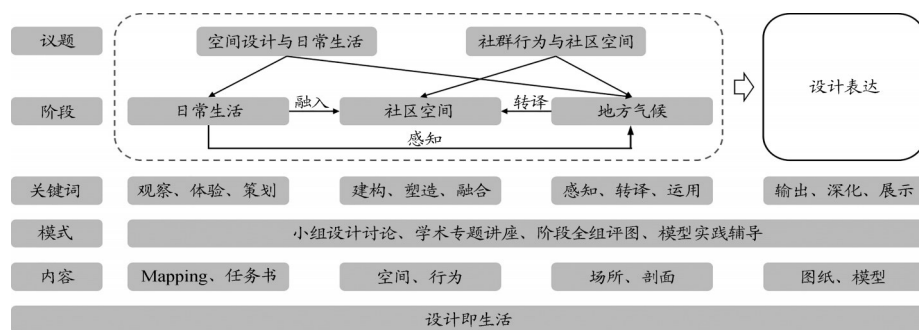 议题
空间设计与日常生活
社群行为与社区空间
设计表达
阶段
日常生活
融入
社区空间
转译
地方气候
感知
关键词
观察、体验、策划
建构、塑造、融合
感知、转译、运用
输出、深化、展示
模式
小组设计讨论、学术专题讲座、阶段全组评图、模型实践辅导
内容
Mapping、任务书
空间、行为
场所、剖面
图纸、模型
设计即生活